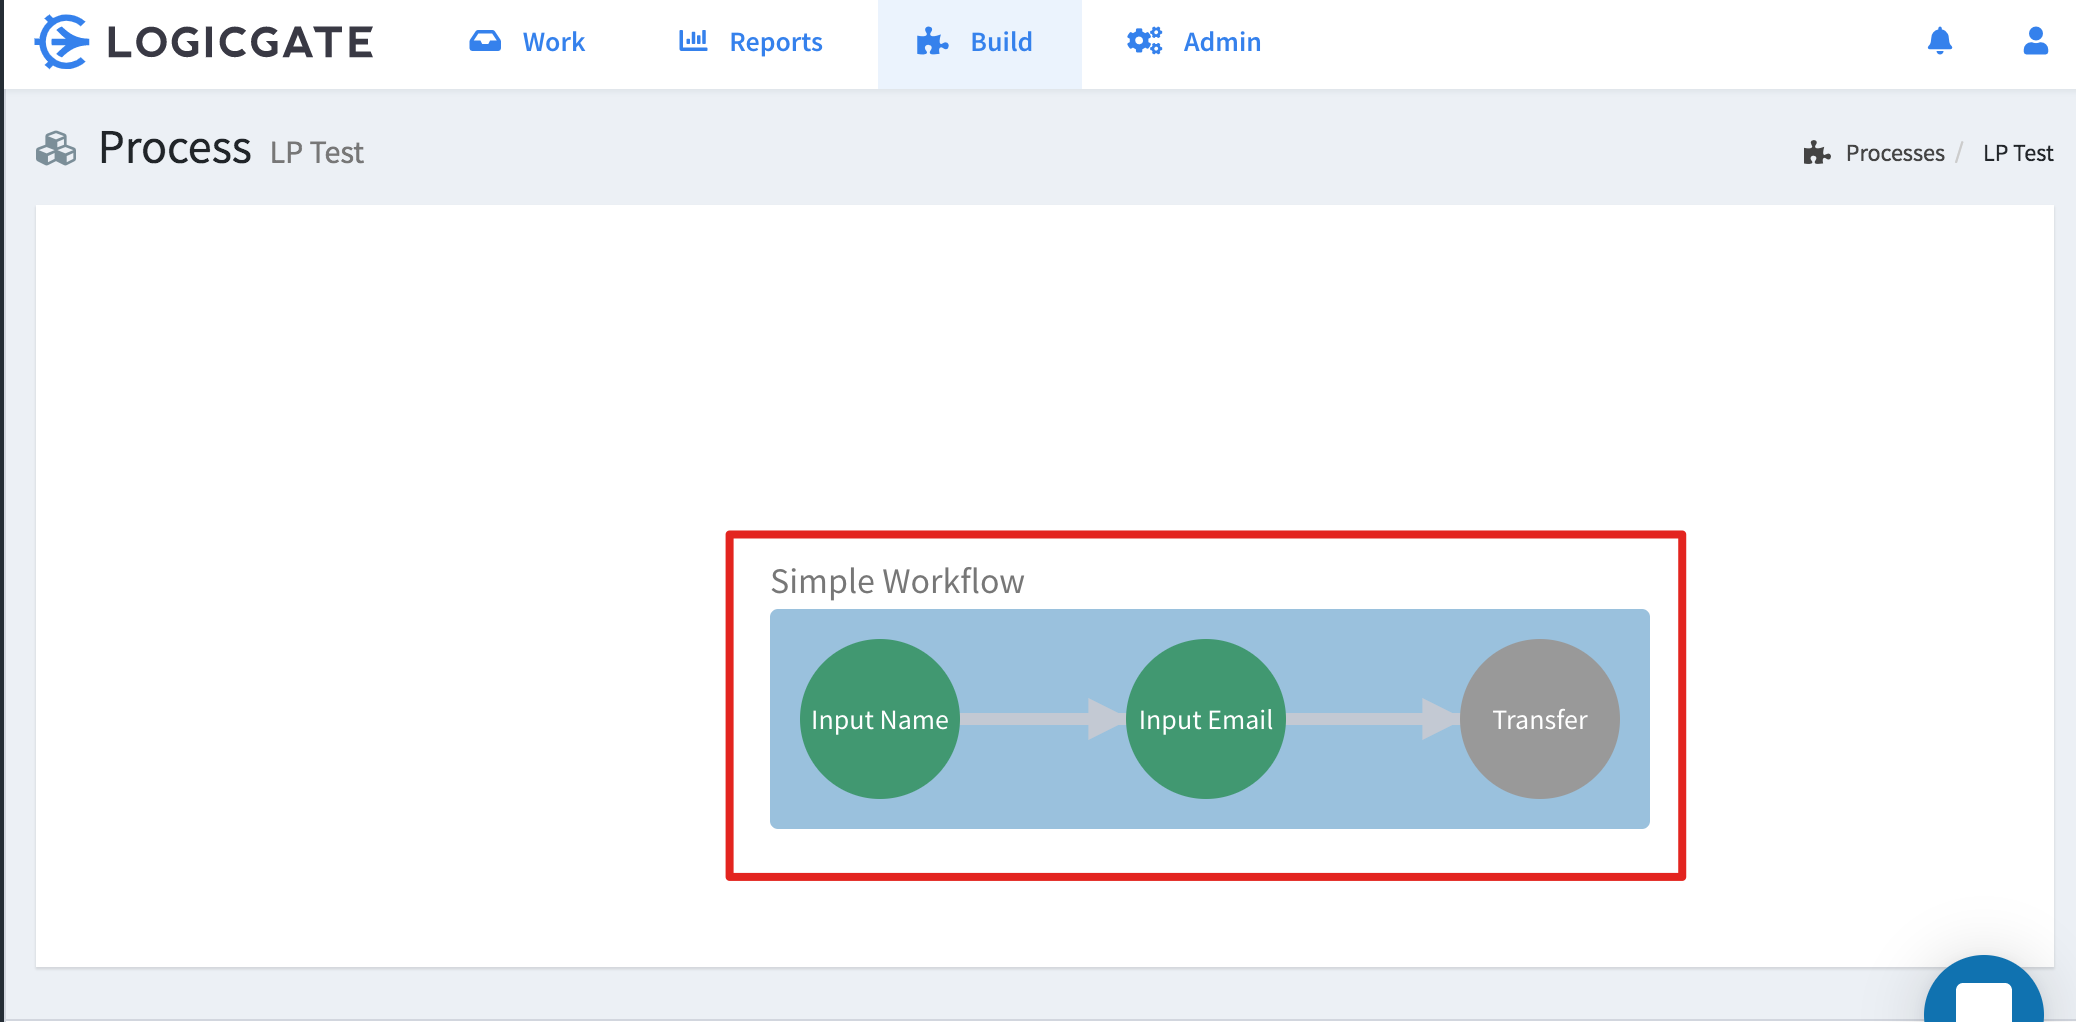 LOGICGATE
Work
Reports
Build
Admin
Process LP Test
Processes / LP Test
Simple Workflow
Input Name
Input Email
Transfer